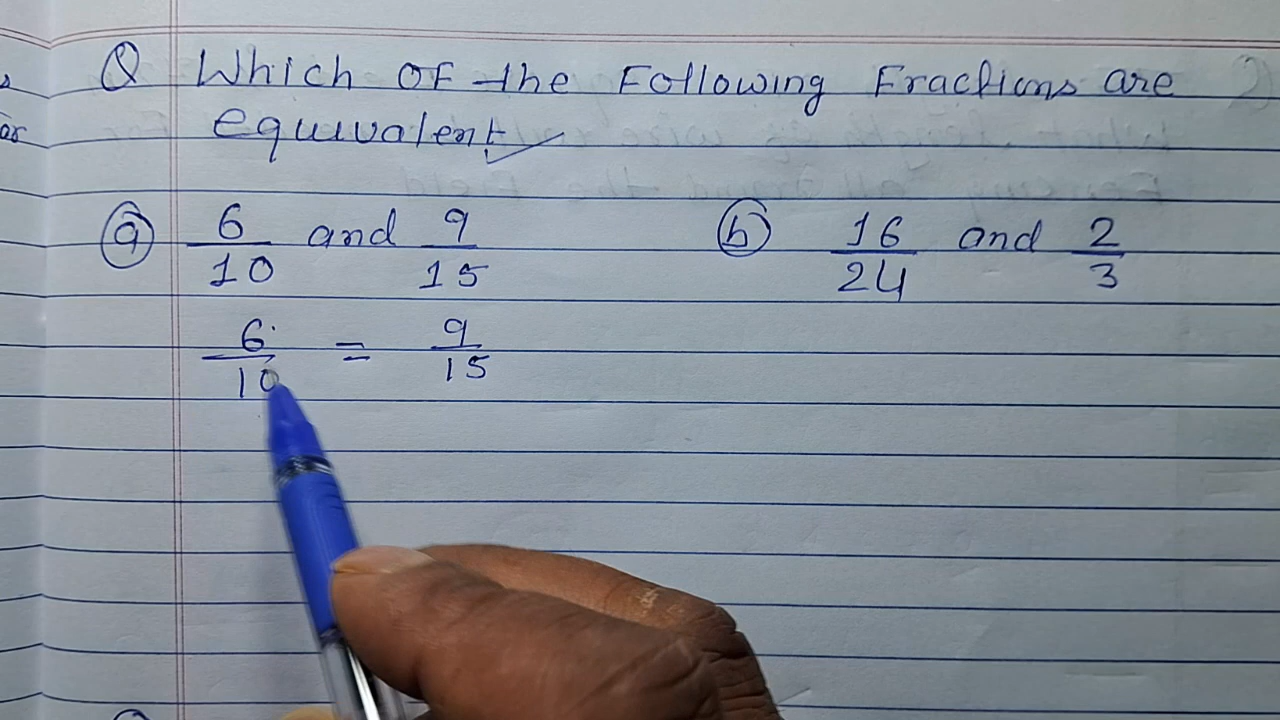 Q Which OF the Following Fractions are
equivalent
ⓐ 6/10 and 9/15 ⓑ 16/24 and 2/3
6/10 = 9/15